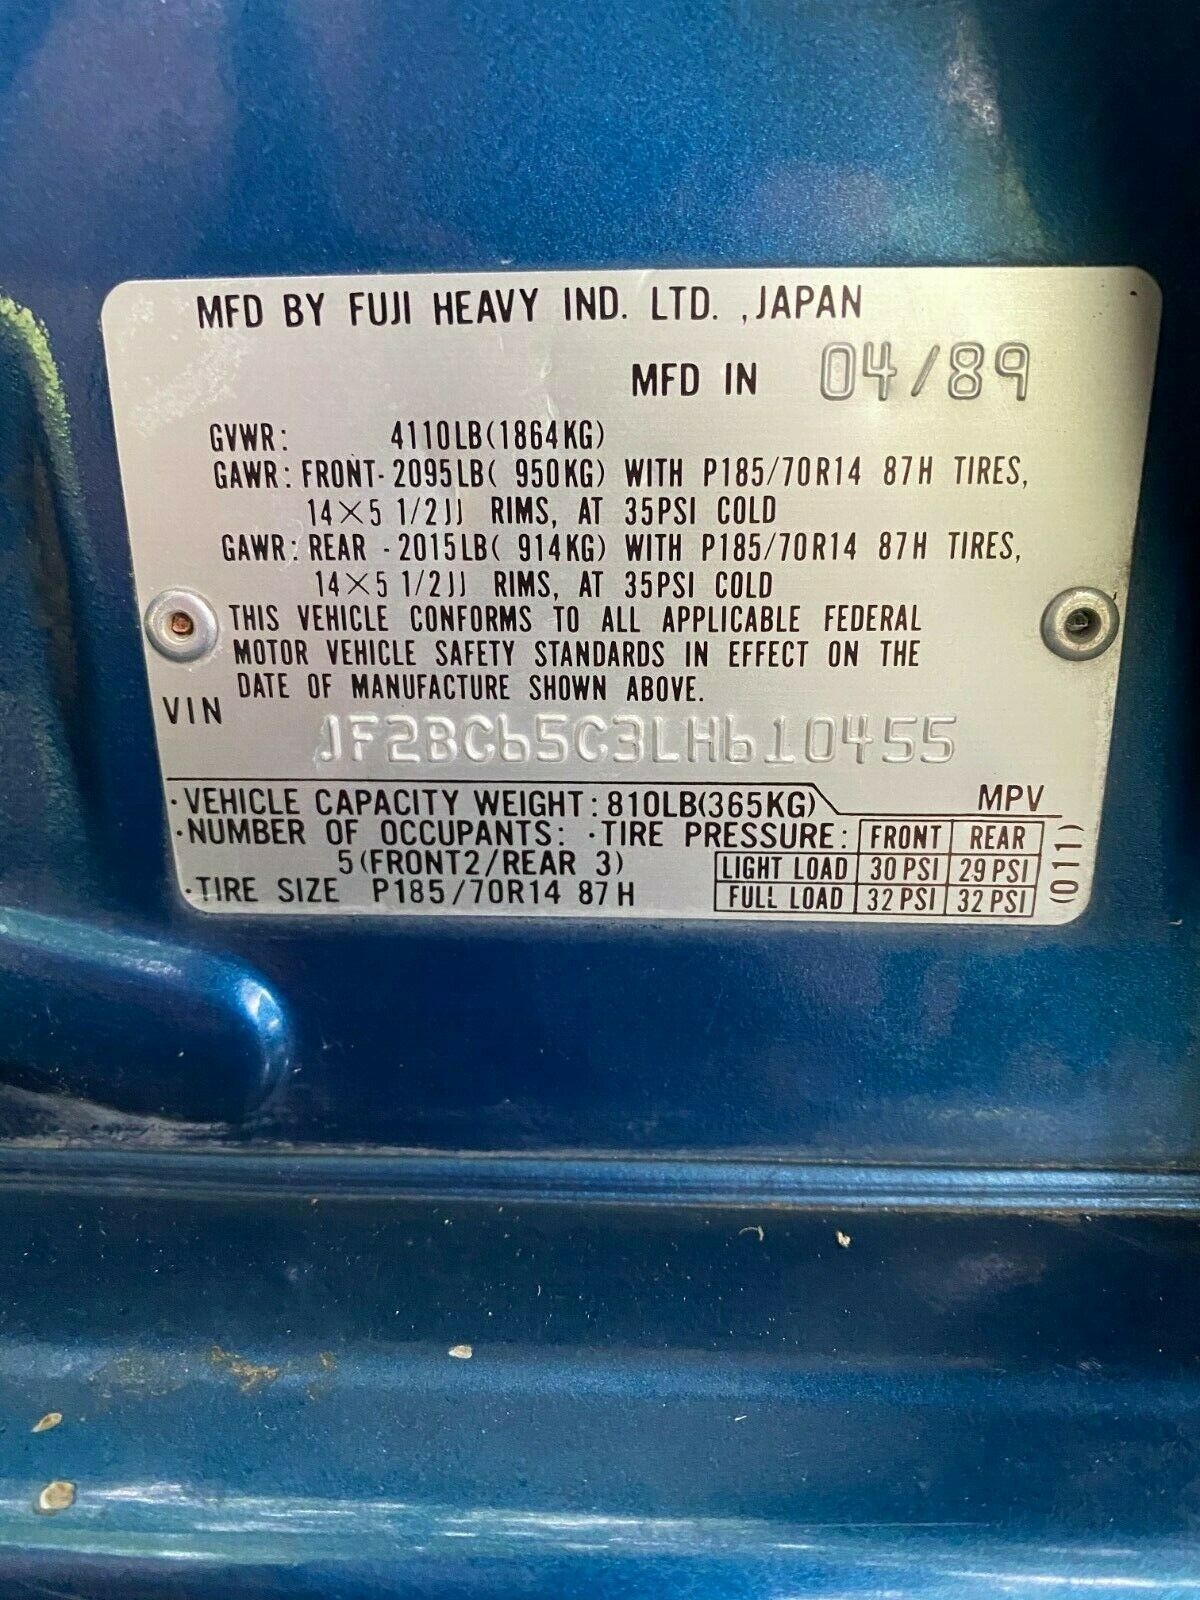 MFD BY FUJI HEAVY IND. LTD. ,JAPAN
MFD IN 04/89
GVWR: 4110LB(1864KG)
GAWR: FRONT- 2095LB( 950KG) WITH P185/70R14 87H TIRES,
14×5 1/2JJ RIMS, AT 35PSI COLD
GAWR: REAR - 2015LB( 914KG) WITH P185/70R14 87H TIRES,
14×5 1/2JJ RIMS, AT 35PSI COLD
THIS VEHICLE CONFORMS TO ALL APPLICABLE FEDERAL
MOTOR VEHICLE SAFETY STANDARDS IN EFFECT ON THE
DATE OF MANUFACTURE SHOWN ABOVE.
VIN JF2BC65C3LH610455
·VEHICLE CAPACITY WEIGHT: 810LB(365KG) MPV
·NUMBER OF OCCUPANTS: ·TIRE PRESSURE: FRONT REAR
5(FRONT2/REAR 3) LIGHT LOAD 30 PSI 29 PSI
·TIRE SIZE P185/70R14 87H FULL LOAD 32 PSI 32 PSI
(011)